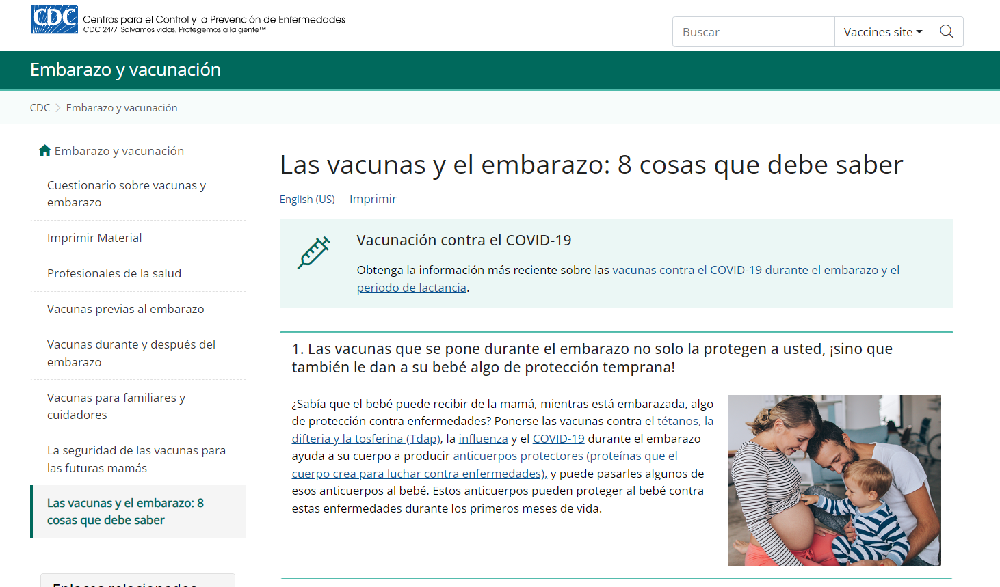 CDC
Centros para el Control y la Prevención de Enfermedades
CDC 24/7: Salvamos vidas. Protegemos a la gente™
Buscar
Vaccines site
Embarazo y vacunación
CDC
Embarazo y vacunación
Embarazo y vacunación
Cuestionario sobre vacunas y
embarazo
Imprimir Material
Profesionales de la salud
Vacunas previas al embarazo
Vacunas durante y después del
embarazo
Vacunas para familiares y
cuidadores
La seguridad de las vacunas para
las futuras mamás
Las vacunas y el embarazo: 8
cosas que debe saber
Enlaces relacionados
Las vacunas y el embarazo: 8 cosas que debe saber
English (US)
Imprimir
Vacunación contra el COVID-19
Obtenga la información más reciente sobre las vacunas contra el COVID-19 durante el embarazo y el
periodo de lactancia.
1. Las vacunas que se pone durante el embarazo no solo la protegen a usted, ¡sino que
también le dan a su bebé algo de protección temprana!
¿Sabía que el bebé puede recibir de la mamá, mientras está embarazada, algo
de protección contra enfermedades? Ponerse las vacunas contra el tétanos, la
difteria y la tosferina (Tdap), la influenza y el COVID-19 durante el embarazo
ayuda a su cuerpo a producir anticuerpos protectores (proteínas que el
cuerpo crea para luchar contra enfermedades), y puede pasarles algunos de
esos anticuerpos al bebé. Estos anticuerpos pueden proteger al bebé contra
estas enfermedades durante los primeros meses de vida.